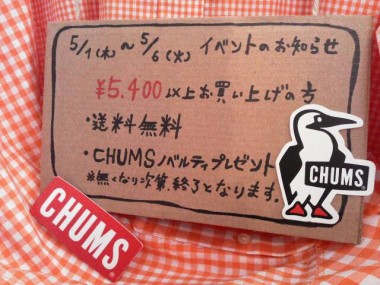 5/1(木)～5/6(火) イベントのお知らせ
¥5.400以上お買い上げの方
・送料無料
・CHUMSノベルティプレゼント
※無くなり次第、終了となります。
CHUMS
CHUMS